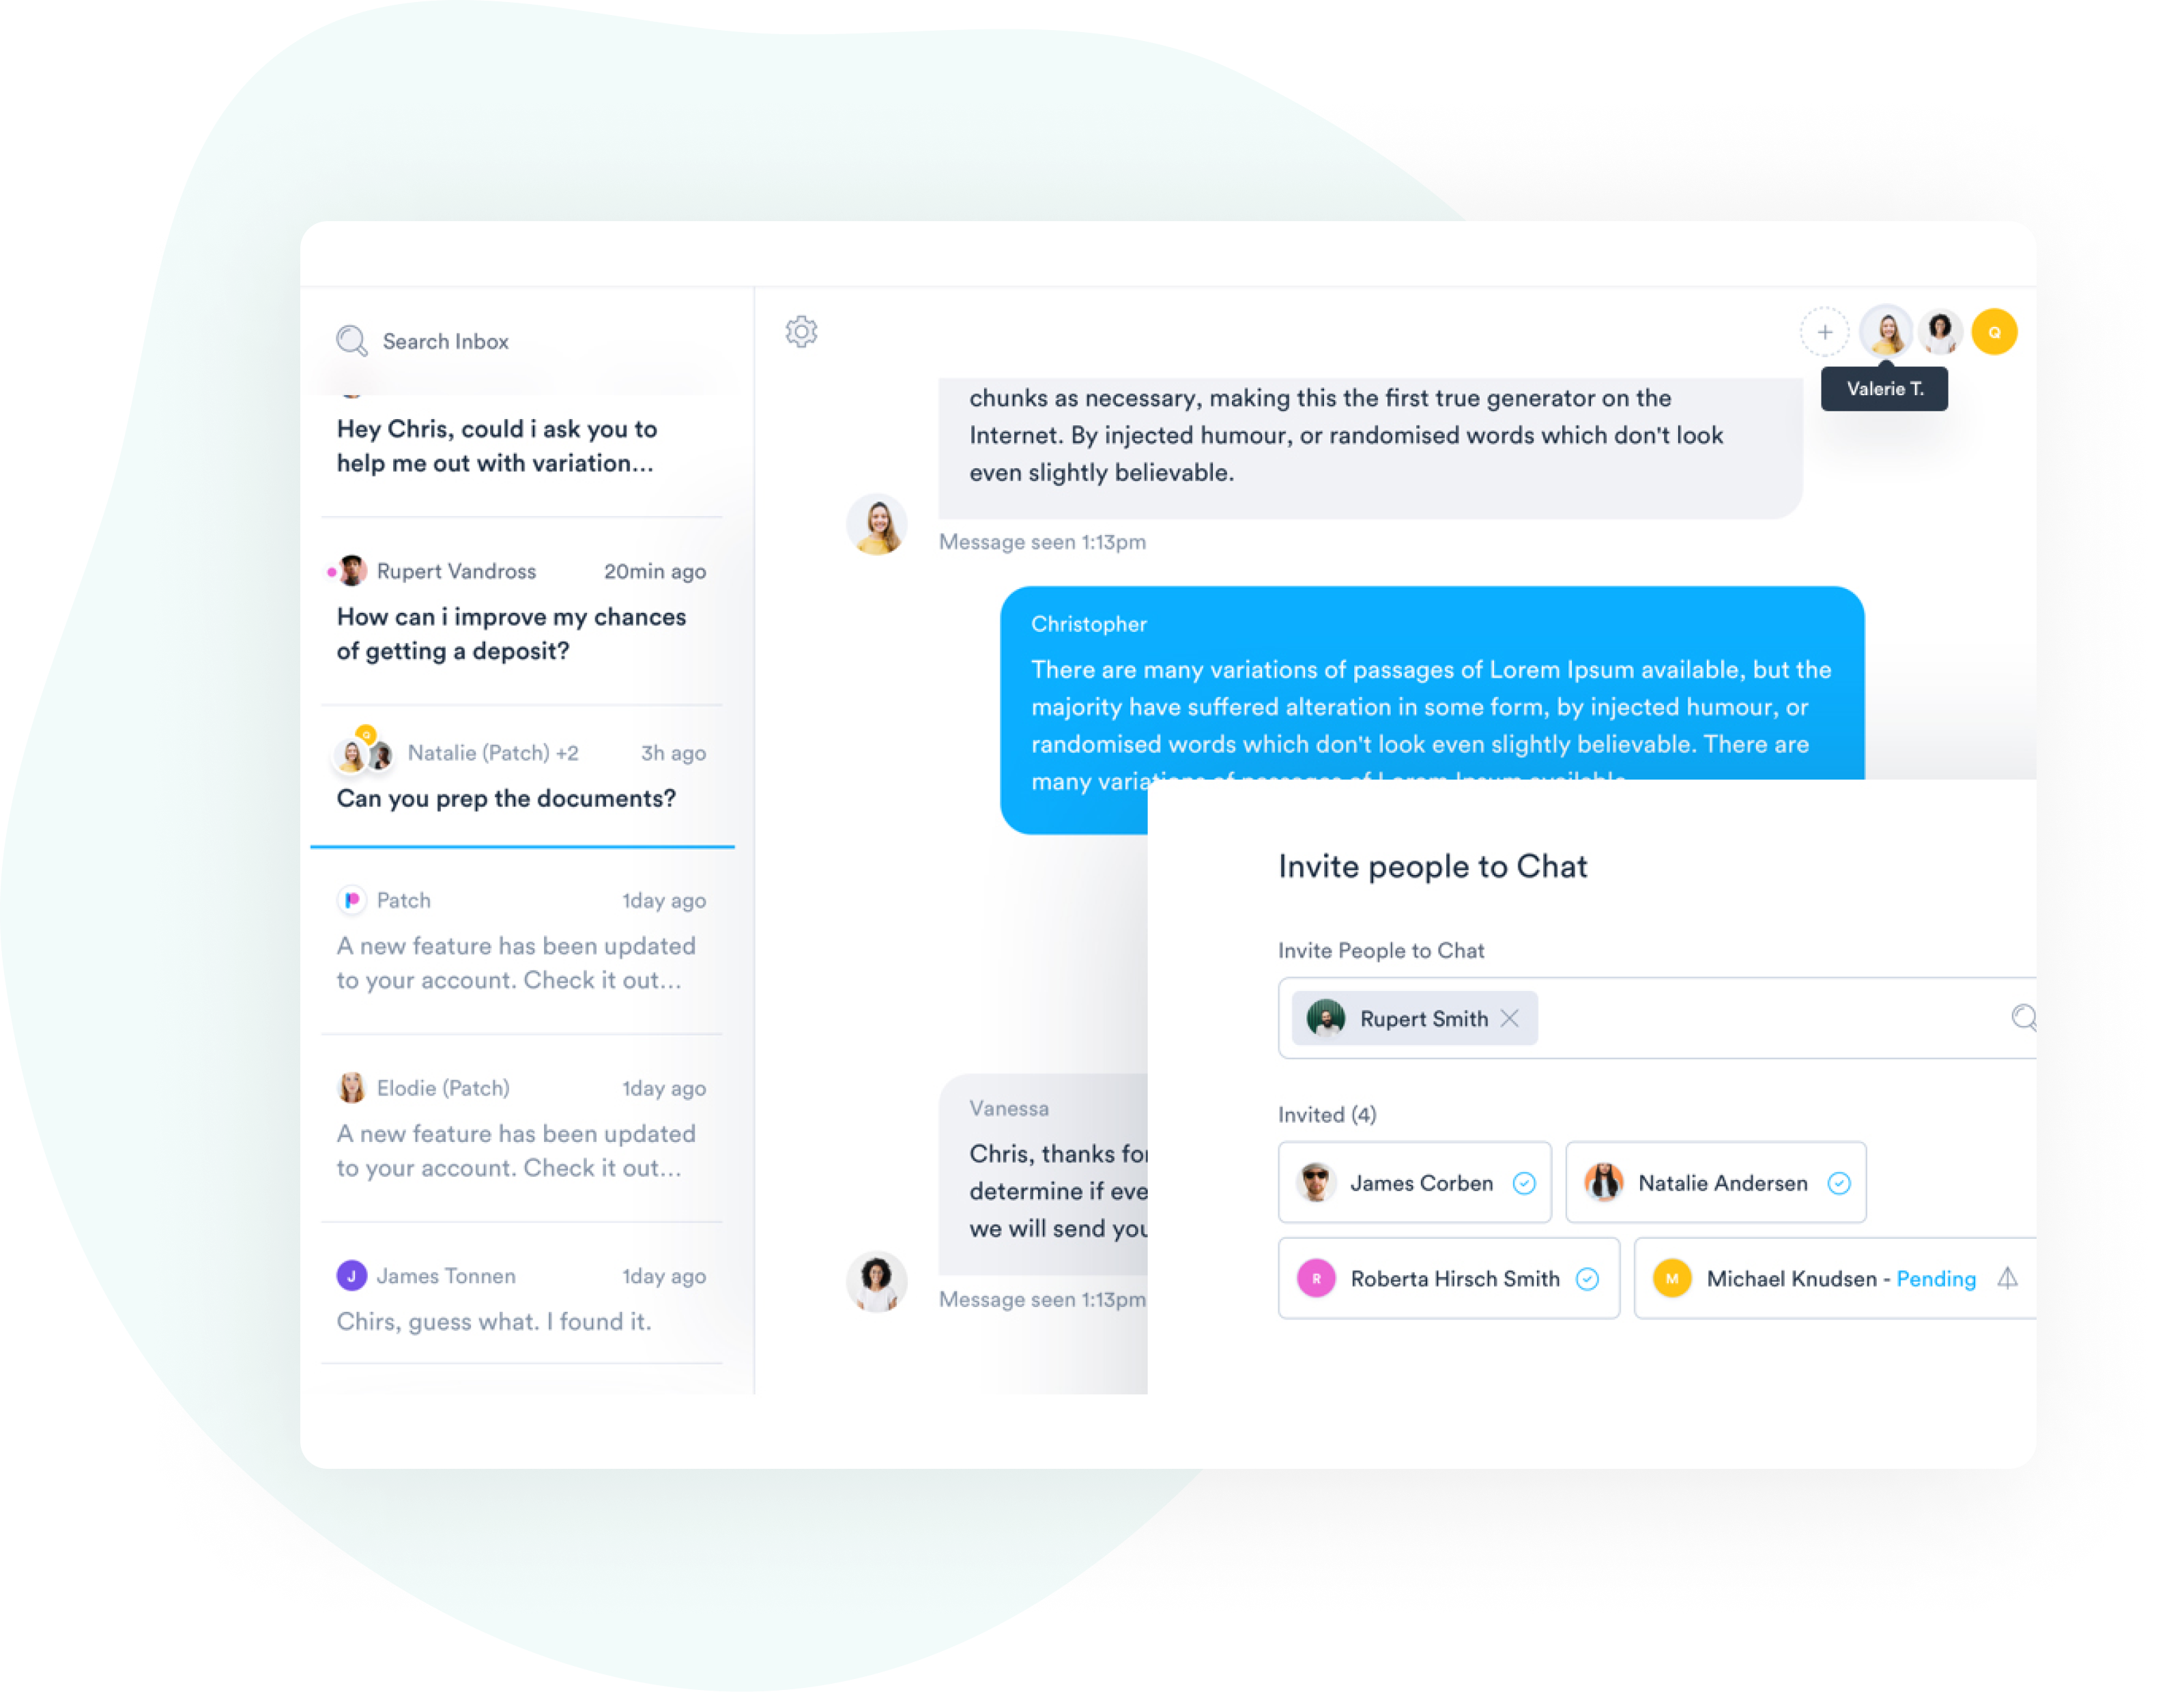 Search Inbox
Hey Chris, could i ask you to
help me out with variation...
Rupert Vandross
20min ago
How can i improve my chances
of getting a deposit?
Q
Natalie (Patch) +2
3h ago
Can you prep the documents?
Patch
1day ago
A new feature has been updated
to your account. Check it out...
Elodie (Patch)
1day ago
A new feature has been updated
to your account. Check it out...
J
James Tonnen
1day ago
Chirs, guess what. I found it.
+
Q
Valerie T.
chunks as necessary, making this the first true generator on the
Internet. By injected humour, or randomised words which don't look
even slightly believable.
Message seen 1:13pm
Christopher
There are many variations of passages of Lorem Ipsum available, but the
majority have suffered alteration in some form, by injected humour, or
randomised words which don't look even slightly believable. There are
many variations of passages of Lorem Ipsum available
Vanessa
Chris, thanks for
determine if eve
we will send you
Message seen 1:13pm
Invite people to Chat
Invite People to Chat
Rupert Smith
Invited (4)
James Corben
Natalie Andersen
R
Roberta Hirsch Smith
M
Michael Knudsen - Pending